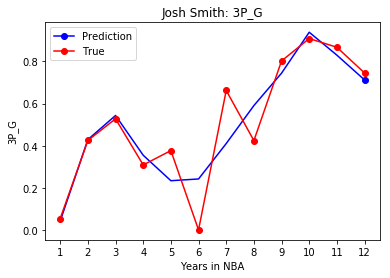 Josh Smith: 3P_G
Prediction
True
3P_G
0.8
0.6
0.4
0.2
0.0
1 2 3 4 5 6 7 8 9 10 11 12
Years in NBA